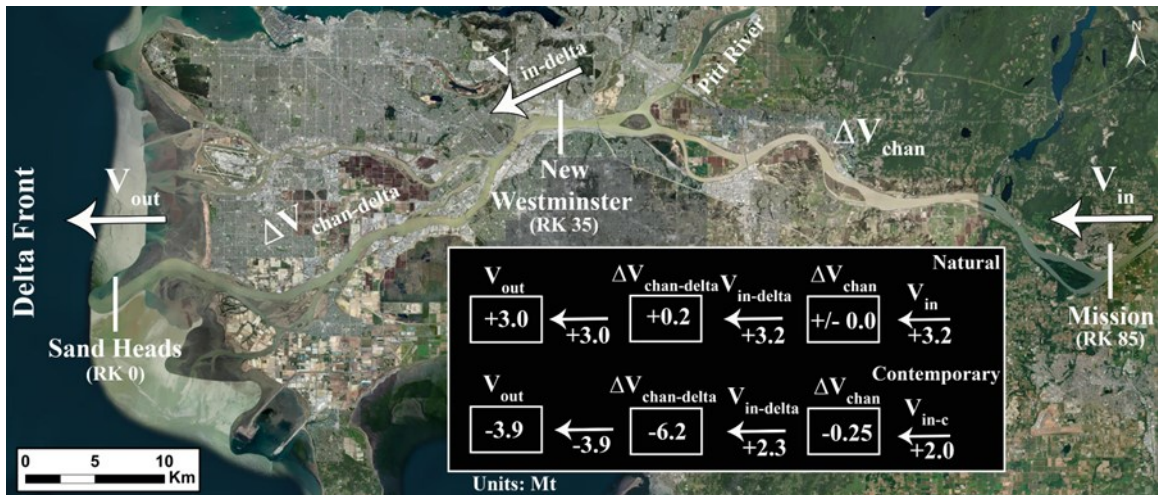 N
Pitt River
V in-delta
ΔV chan
V in
V out
ΔV chan-delta
New
Westminster
(RK 35)
Delta Front
Sand Heads
(RK 0)
Mission
(RK 85)
Natural
V out ΔV chan-delta V in-delta ΔV chan V in
+3.0 +3.0 +0.2 +3.2 +/- 0.0 +3.2
Contemporary
V out ΔV chan-delta V in-delta ΔV chan V in-c
-3.9 -3.9 -6.2 +2.3 -0.25 +2.0
0 5 10
Km
Units: Mt